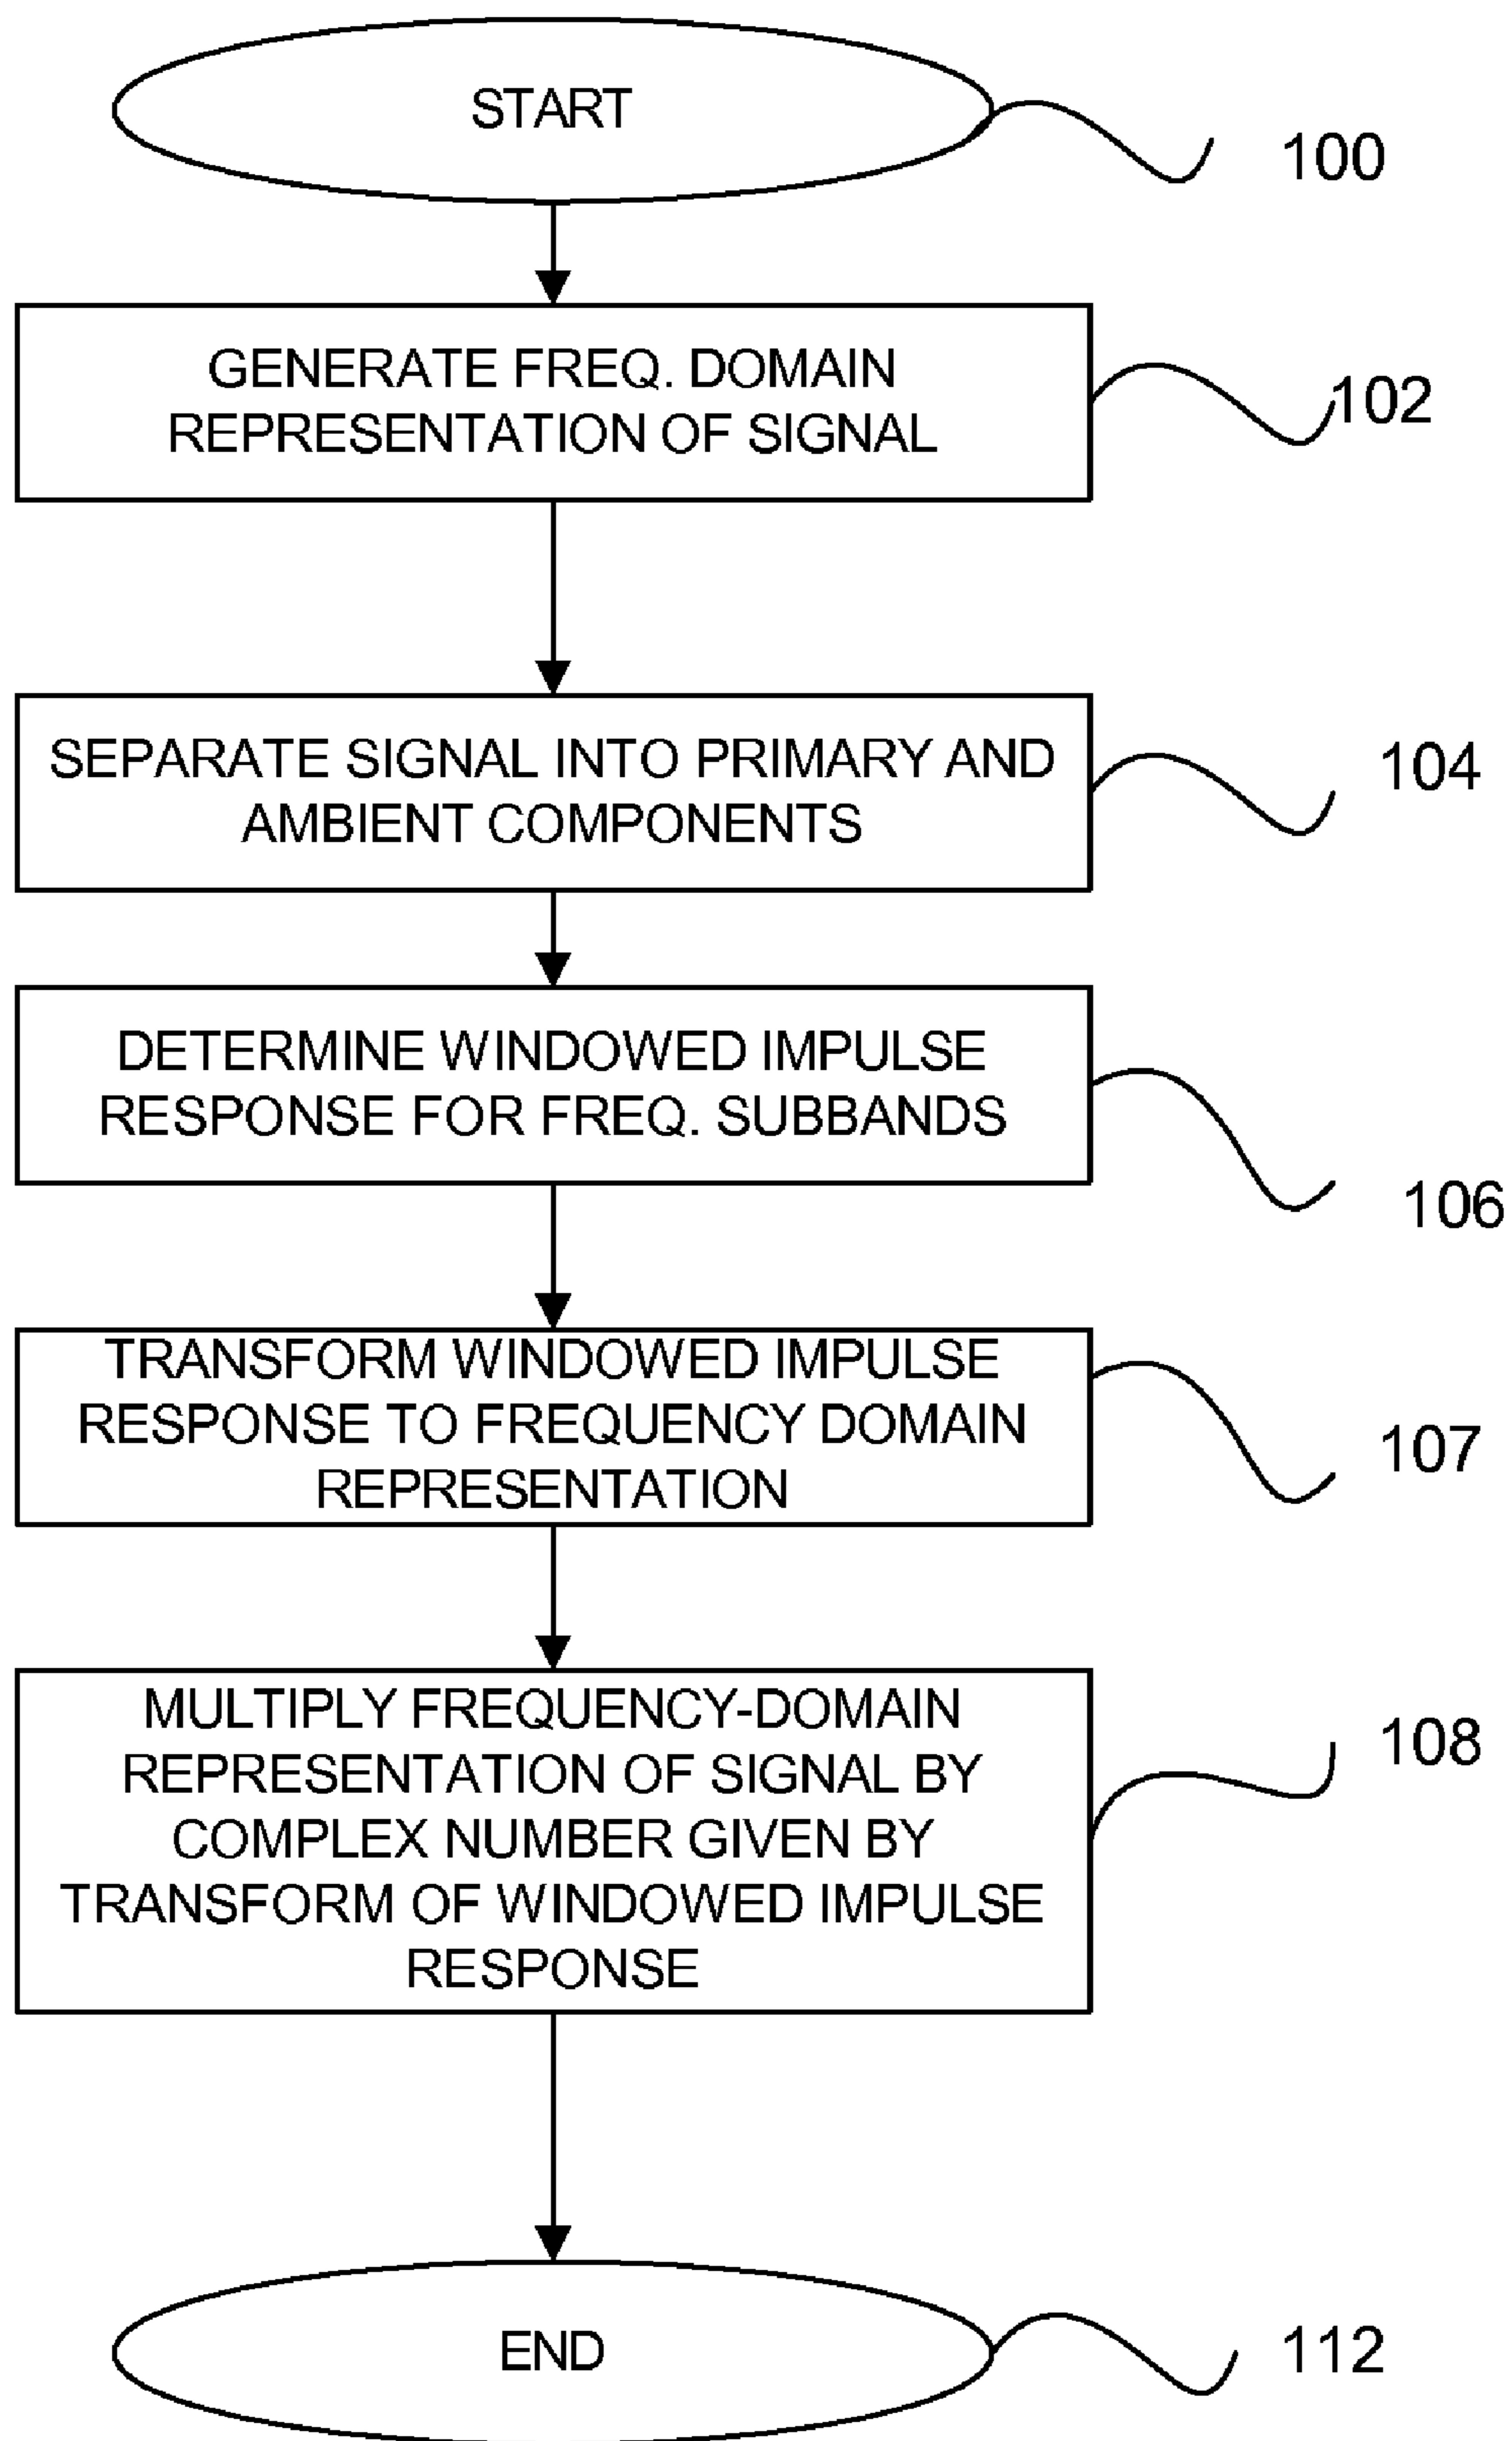 START
100
GENERATE FREQ. DOMAIN
REPRESENTATION OF SIGNAL
102
SEPARATE SIGNAL INTO PRIMARY AND
AMBIENT COMPONENTS
104
DETERMINE WINDOWED IMPULSE
RESPONSE FOR FREQ. SUBBANDS
106
TRANSFORM WINDOWED IMPULSE
RESPONSE TO FREQUENCY DOMAIN
REPRESENTATION
107
MULTIPLY FREQUENCY-DOMAIN
REPRESENTATION OF SIGNAL BY
COMPLEX NUMBER GIVEN BY
TRANSFORM OF WINDOWED IMPULSE
RESPONSE
108
END
112